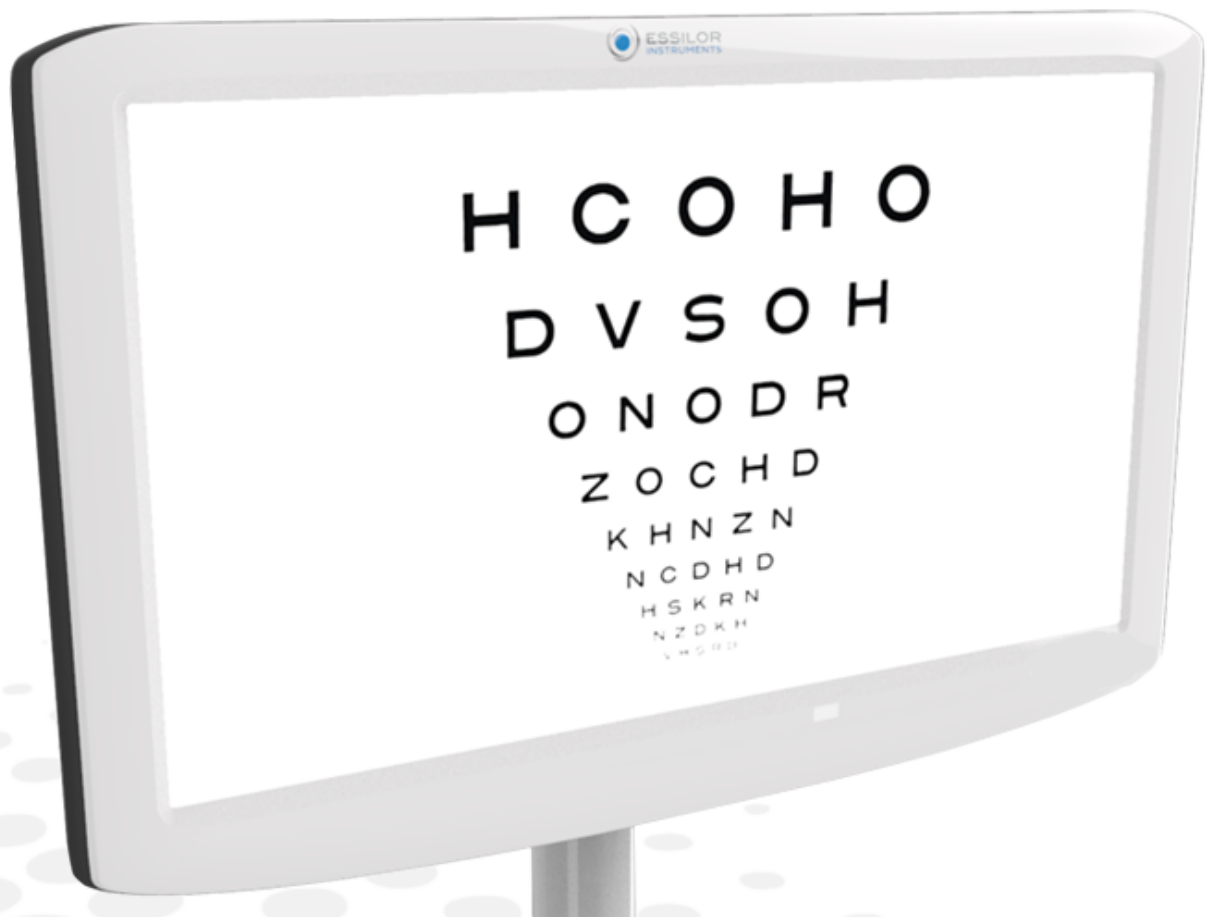 ESSILOR
INSTRUMENTS
H C O H O
D V S O H
O N O D R
Z O C H D
K H N Z N
N C D H D
H S K R N
N Z D K H